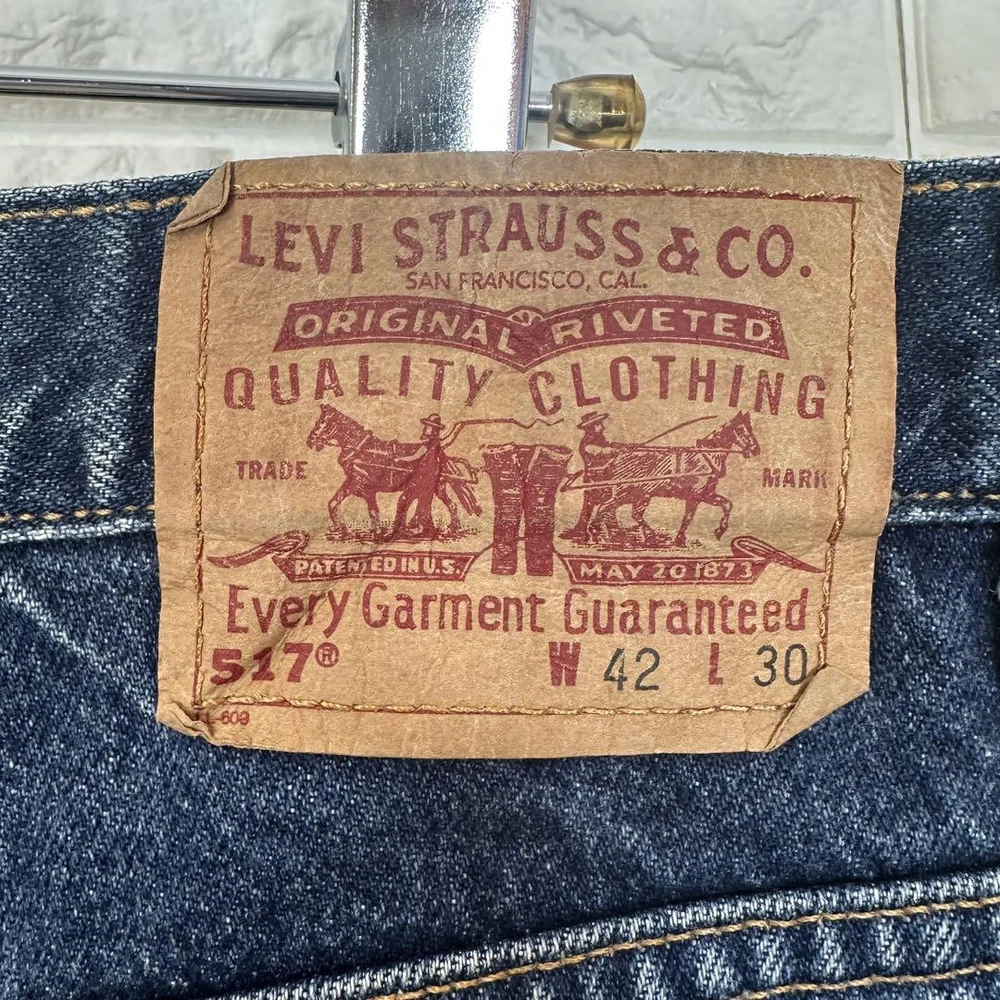 LEVI STRAUSS & CO.
SAN FRANCISCO, CAL.
ORIGINAL RIVETED
QUALITY CLOTHING
TRADE MARK
PATENTED IN U.S. MAY 20 1873
Every Garment Guaranteed
517® W 42 L 30